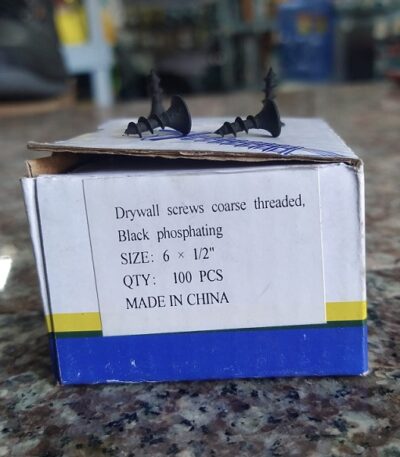 Drywall screws coarse threaded,
Black phosphating
SIZE: 6 × 1/2"
QTY: 100 PCS
MADE IN CHINA